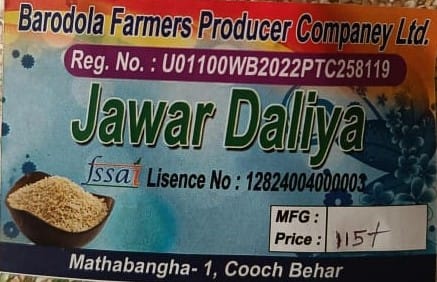 Barodola Farmers Producer Companey Ltd.
Reg. No. : U01100WB2022PTC258119
Jawar Daliya
fssai Lisence No : 12824004000003
MFG :
Price : 115+
Mathabangha- 1, Cooch Behar